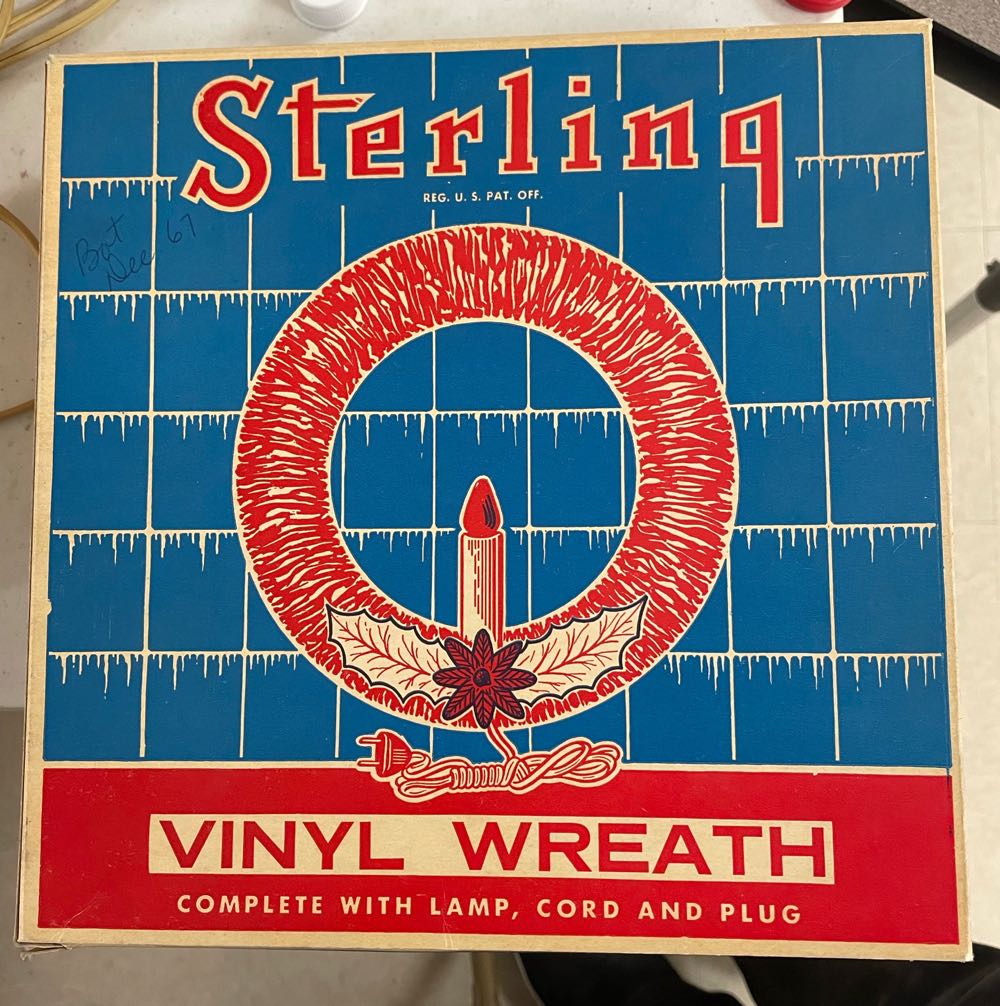 Sterling
REG. U. S. PAT. OFF.
Bot
Dec 67
VINYL WREATH
COMPLETE WITH LAMP, CORD AND PLUG